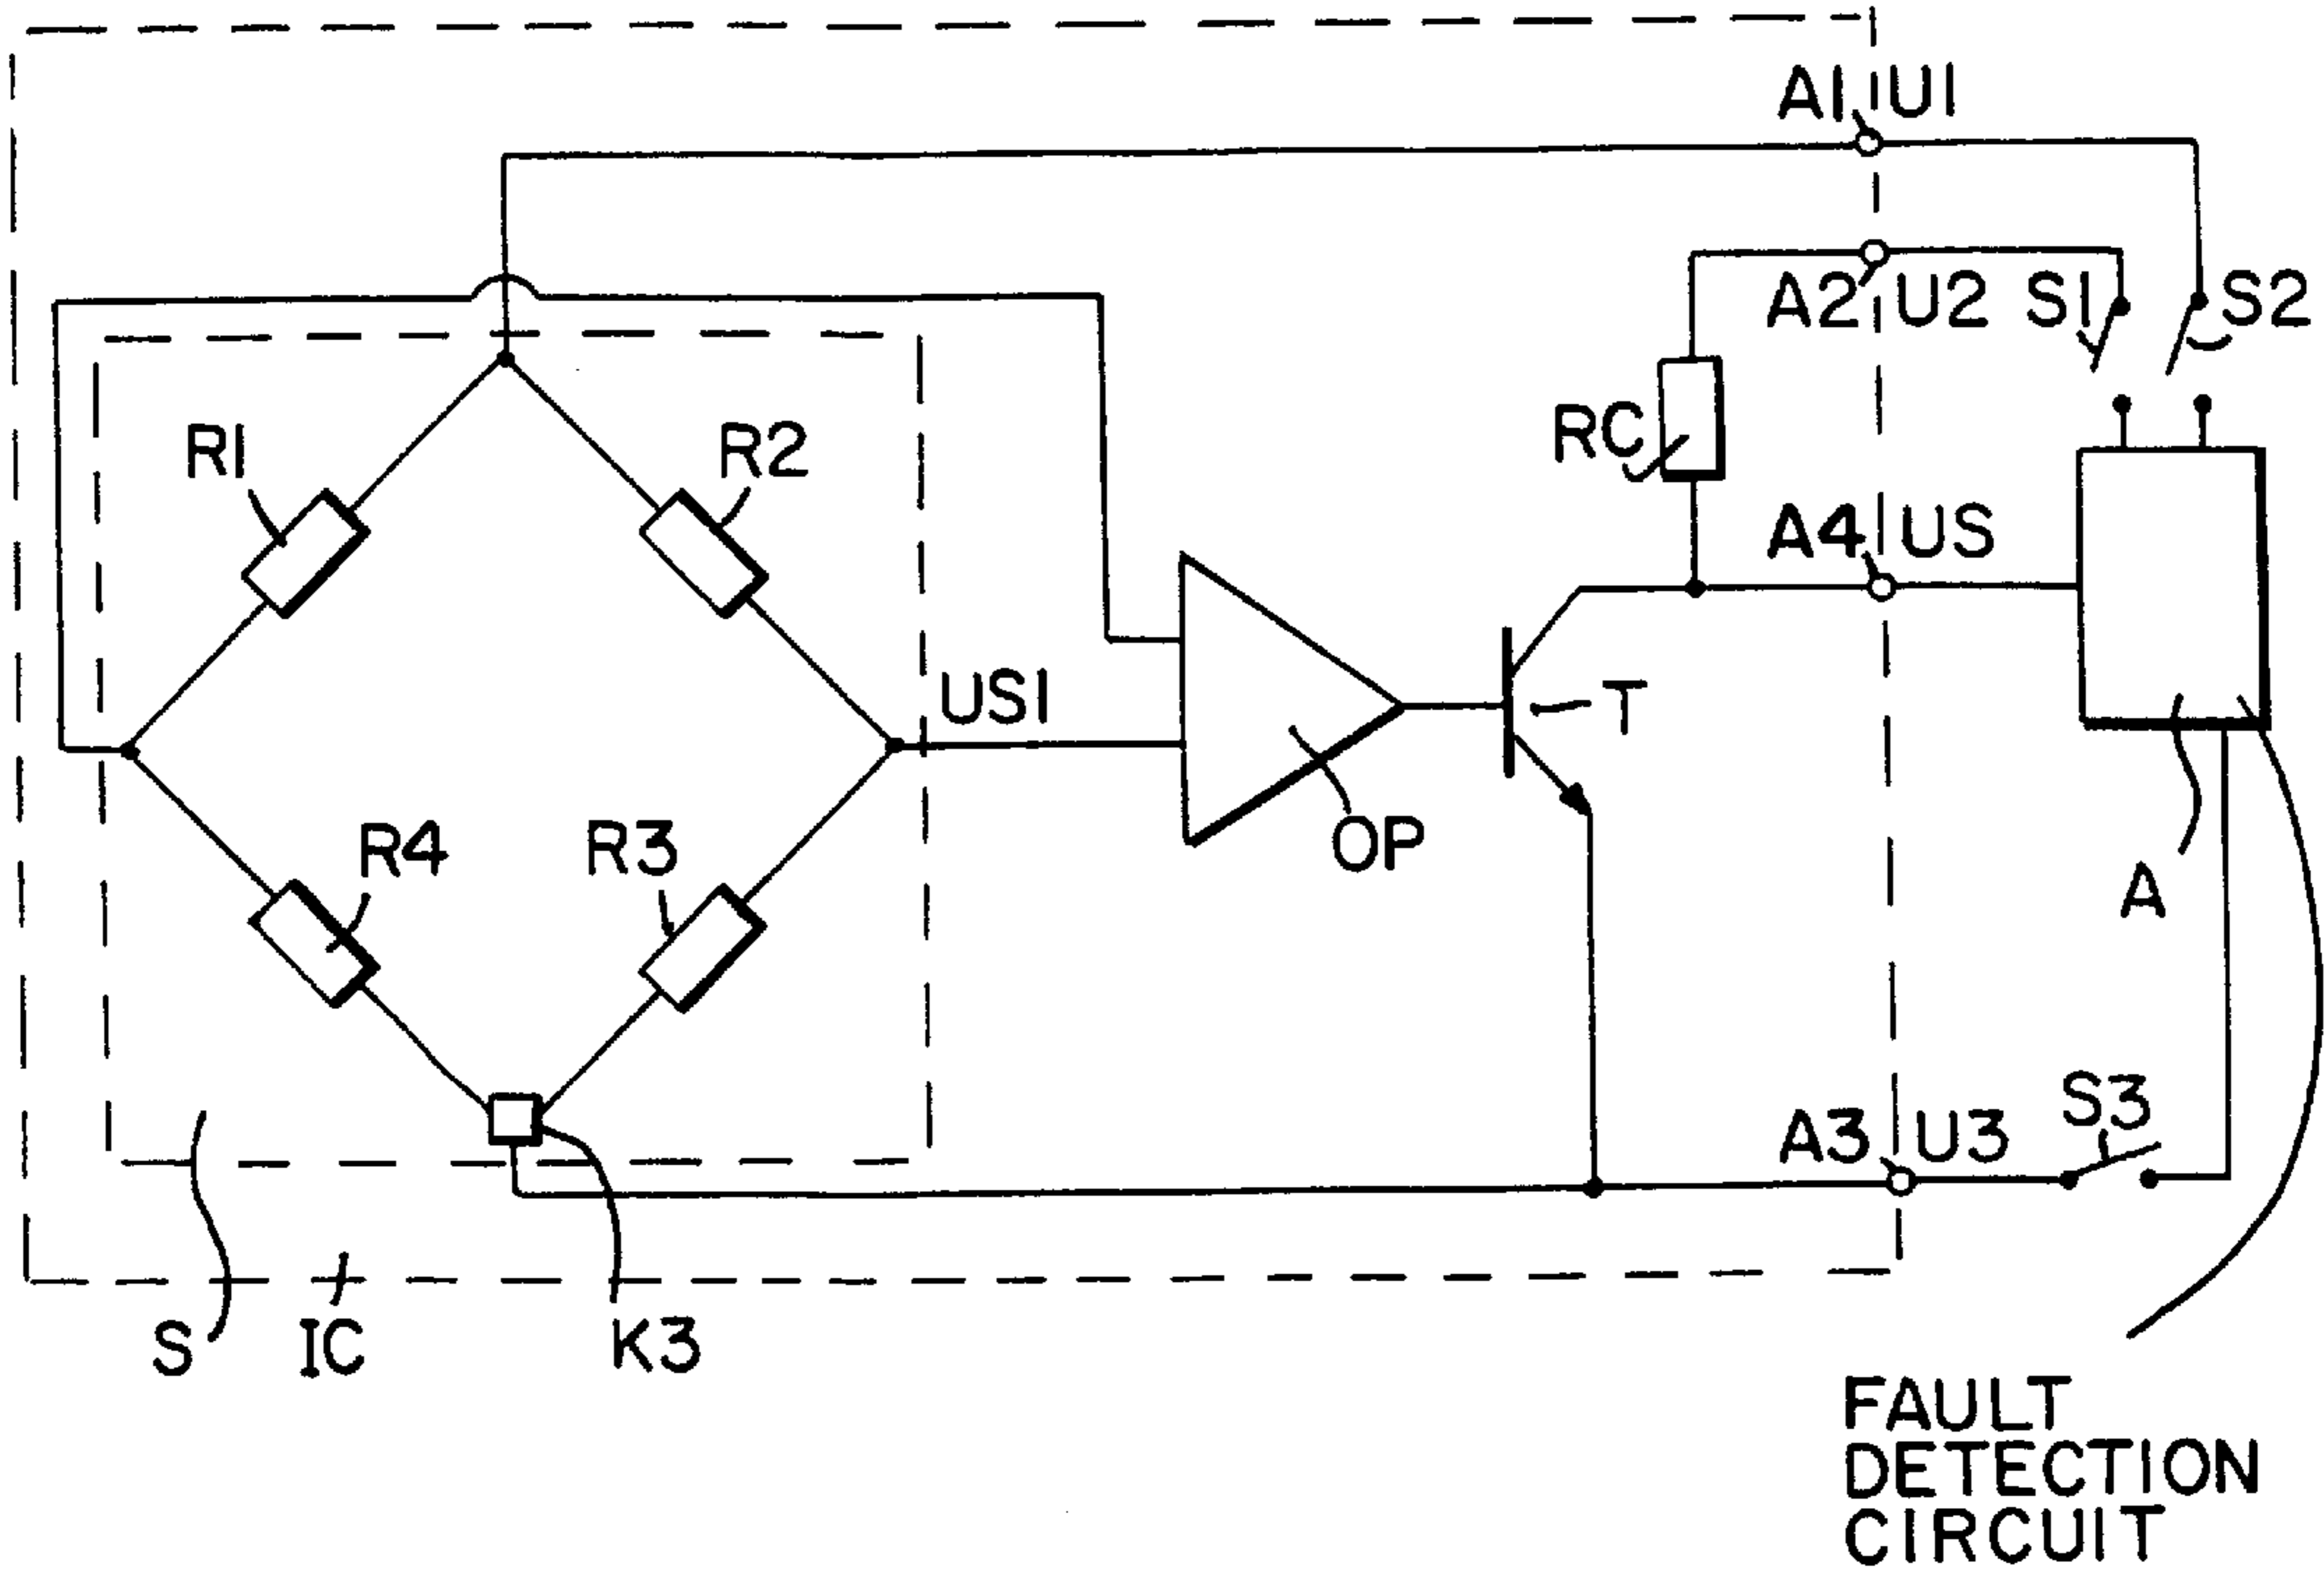 A1 U1
A2 U2 S1 S2
R1 R2 RC
A4 US
US1 T
R4 R3 OP A
A3 U3 S3
S IC K3
FAULT
DETECTION
CIRCUIT